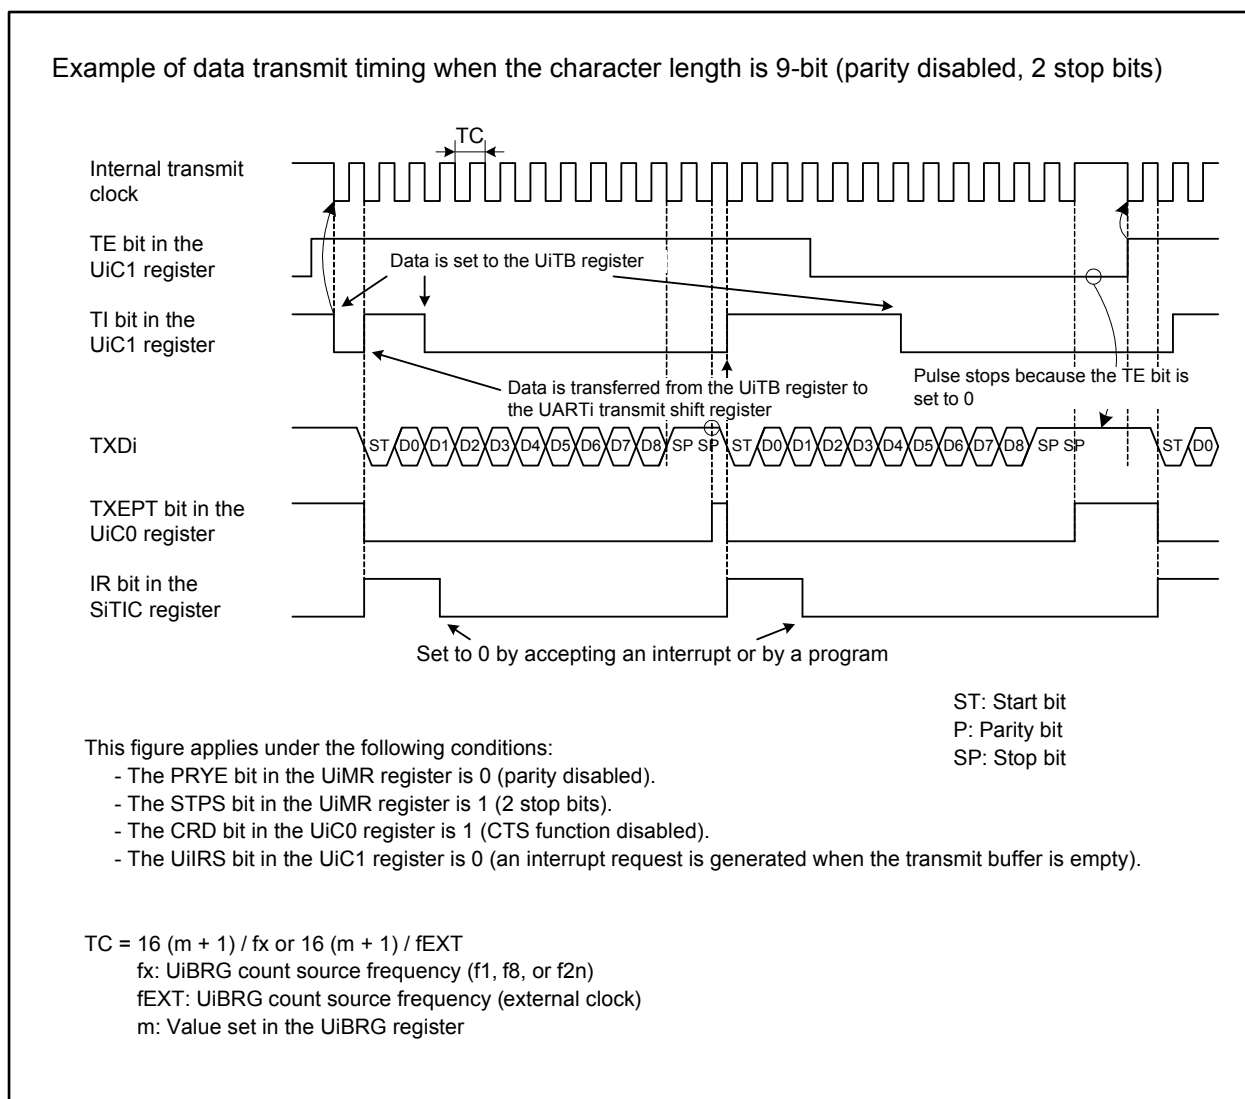 Example of data transmit timing when the character length is 9-bit (parity disabled, 2 stop bits)
TC
Internal transmit
clock
TE bit in the
UiC1 register
Data is set to the UiTB register
TI bit in the
UiC1 register
Data is transferred from the UiTB register to
the UARTi transmit shift register
Pulse stops because the TE bit is
set to 0
TXDi
ST D0 D1 D2 D3 D4 D5 D6 D7 D8 SP SP ST D0 D1 D2 D3 D4 D5 D6 D7 D8 SP SP ST D0
TXEPT bit in the
UiC0 register
IR bit in the
SiTIC register
Set to 0 by accepting an interrupt or by a program
ST: Start bit
P: Parity bit
SP: Stop bit
This figure applies under the following conditions:
- The PRYE bit in the UiMR register is 0 (parity disabled).
- The STPS bit in the UiMR register is 1 (2 stop bits).
- The CRD bit in the UiC0 register is 1 (CTS function disabled).
- The UiIRS bit in the UiC1 register is 0 (an interrupt request is generated when the transmit buffer is empty).
TC = 16 (m + 1) / fx or 16 (m + 1) / fEXT
fx: UiBRG count source frequency (f1, f8, or f2n)
fEXT: UiBRG count source frequency (external clock)
m: Value set in the UiBRG register